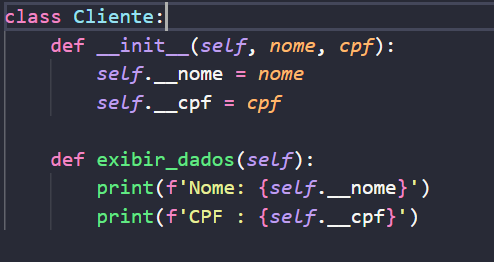 class Cliente:
    def __init__(self, nome, cpf):
        self.__nome = nome
        self.__cpf = cpf
    def exibir_dados(self):
        print(f'Nome: {self.__nome}')
        print(f'CPF : {self.__cpf}')